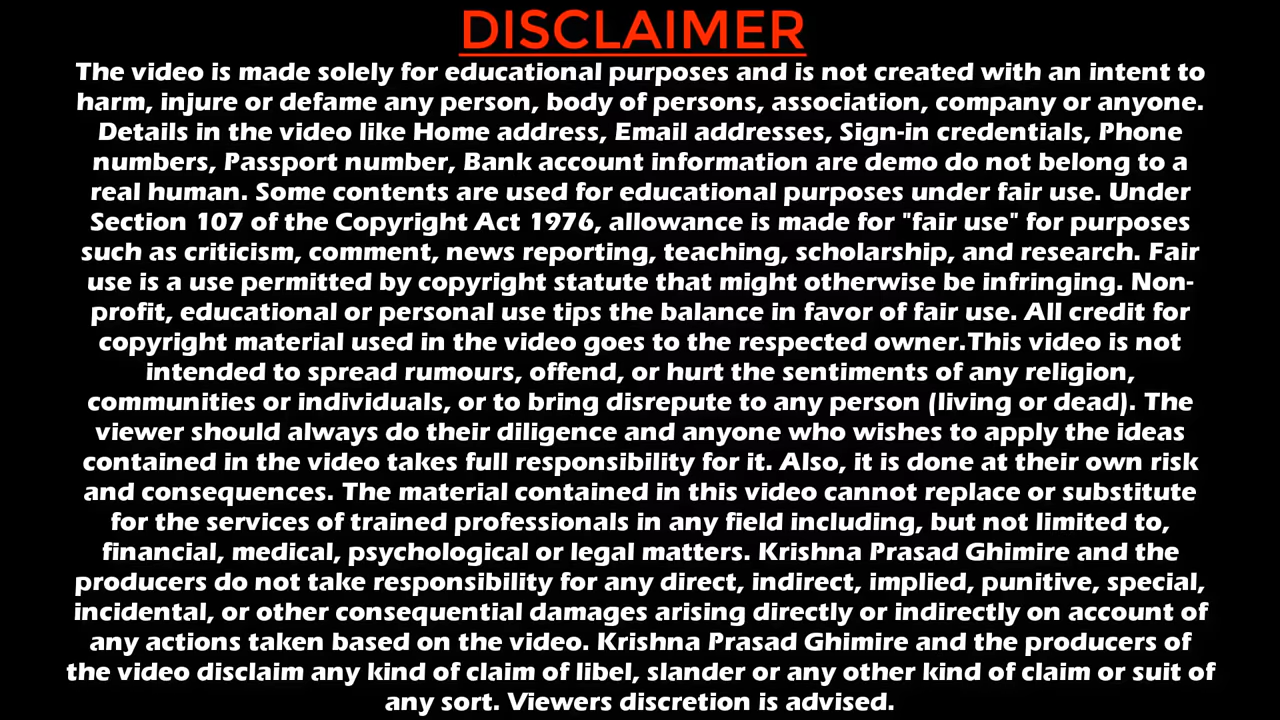 DISCLAIMER
The video is made solely for educational purposes and is not created with an intent to
harm, injure or defame any person, body of persons, association, company or anyone.
Details in the video like Home address, Email addresses, Sign-in credentials, Phone
numbers, Passport number, Bank account information are demo do not belong to a
real human. Some contents are used for educational purposes under fair use. Under
Section 107 of the Copyright Act 1976, allowance is made for "fair use" for purposes
such as criticism, comment, news reporting, teaching, scholarship, and research. Fair
use is a use permitted by copyright statute that might otherwise be infringing. Non-
profit, educational or personal use tips the balance in favor of fair use. All credit for
copyright material used in the video goes to the respected owner.This video is not
intended to spread rumours, offend, or hurt the sentiments of any religion,
communities or individuals, or to bring disrepute to any person (living or dead). The
viewer should always do their diligence and anyone who wishes to apply the ideas
contained in the video takes full responsibility for it. Also, it is done at their own risk
and consequences. The material contained in this video cannot replace or substitute
for the services of trained professionals in any field including, but not limited to,
financial, medical, psychological or legal matters. Krishna Prasad Ghimire and the
producers do not take responsibility for any direct, indirect, implied, punitive, special,
incidental, or other consequential damages arising directly or indirectly on account of
any actions taken based on the video. Krishna Prasad Ghimire and the producers of
the video disclaim any kind of claim of libel, slander or any other kind of claim or suit of
any sort. Viewers discretion is advised.